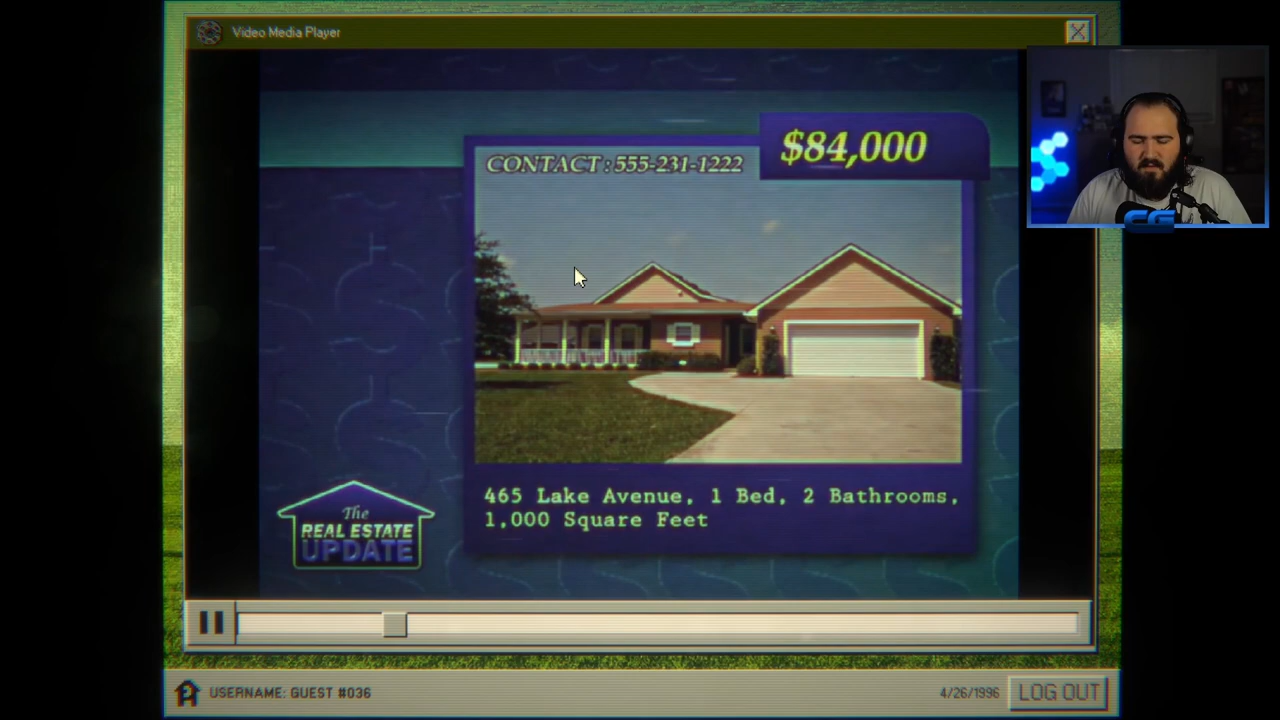 Video Media Player
$84,000
CONTACT : 555-231-1222
465 Lake Avenue, 1 Bed, 2 Bathrooms,
1,000 Square Feet
The
REAL ESTATE
UPDATE
CG
USERNAME: GUEST #036
4/26/1996
LOG OUT